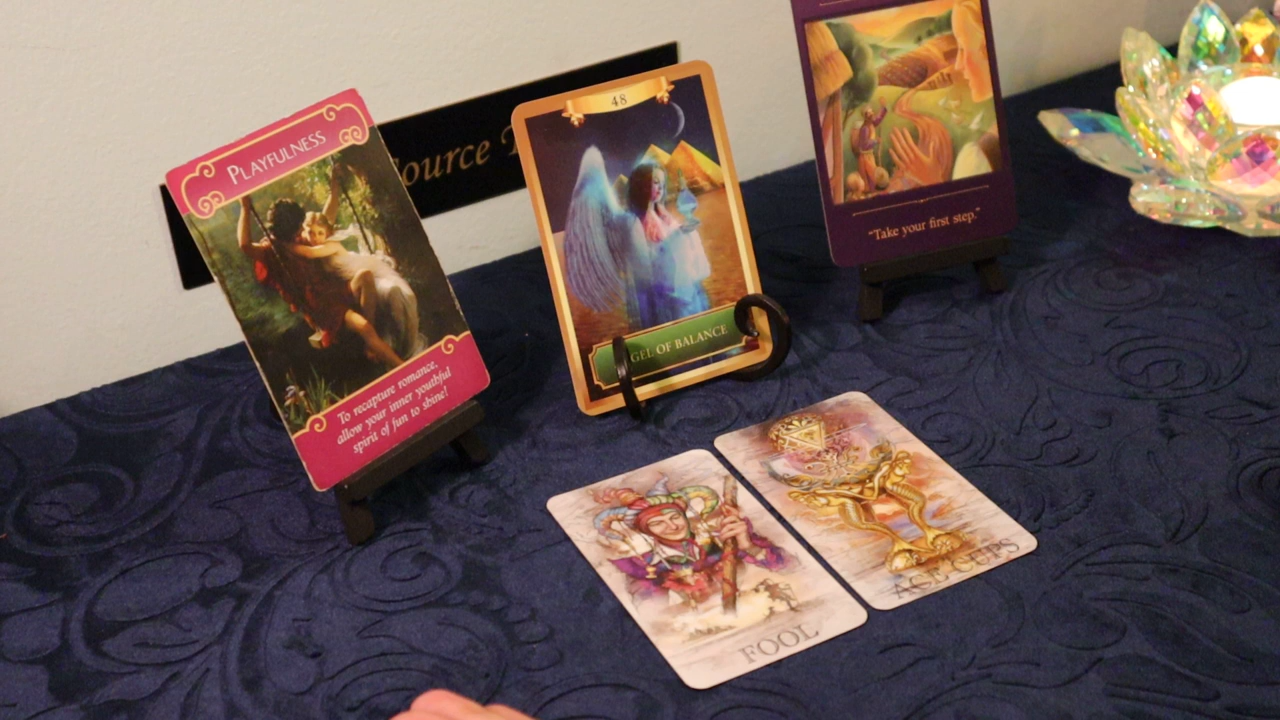 PLAYFULNESS
To recapture romance,
allow your inner youthful
spirit of fun to shine!
ource
48
GEL OF BALANCE
"Take your first step."
FOOL
ACE CUPS